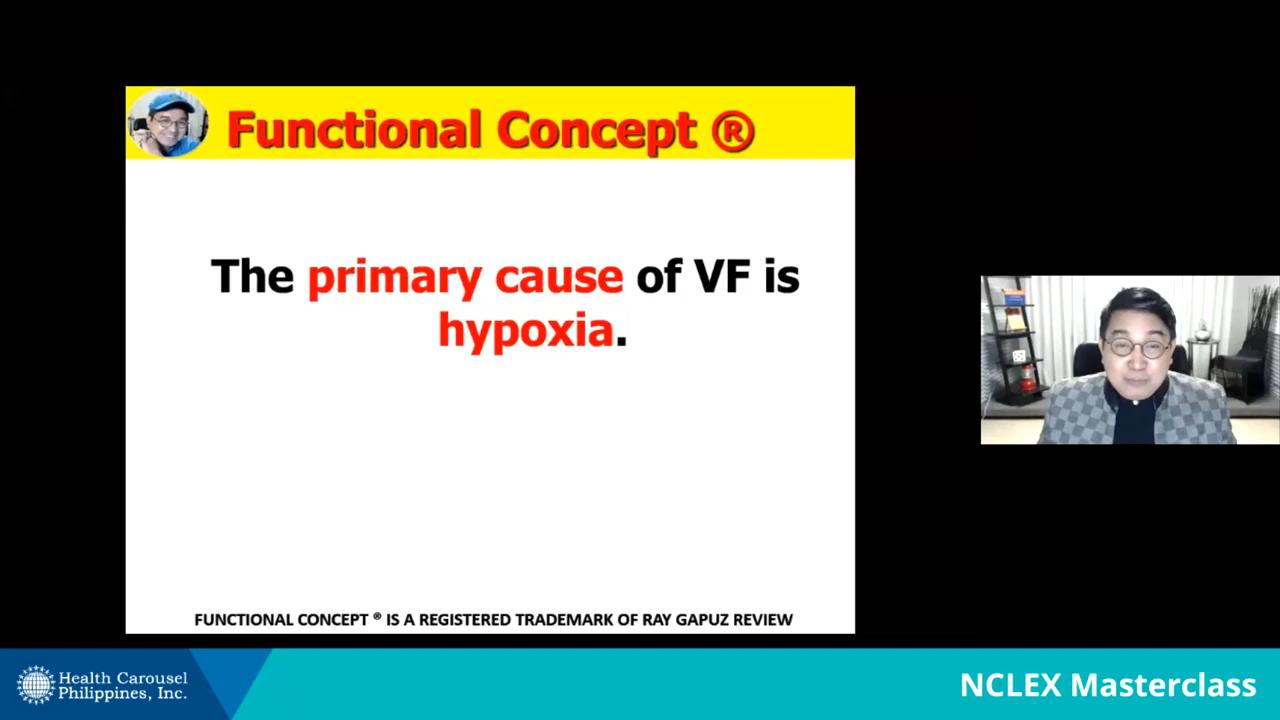 Functional Concept ®
The primary cause of VF is
hypoxia.
FUNCTIONAL CONCEPT ® IS A REGISTERED TRADEMARK OF RAY GAPUZ REVIEW
Health Carousel
Philippines, Inc.
NCLEX Masterclass